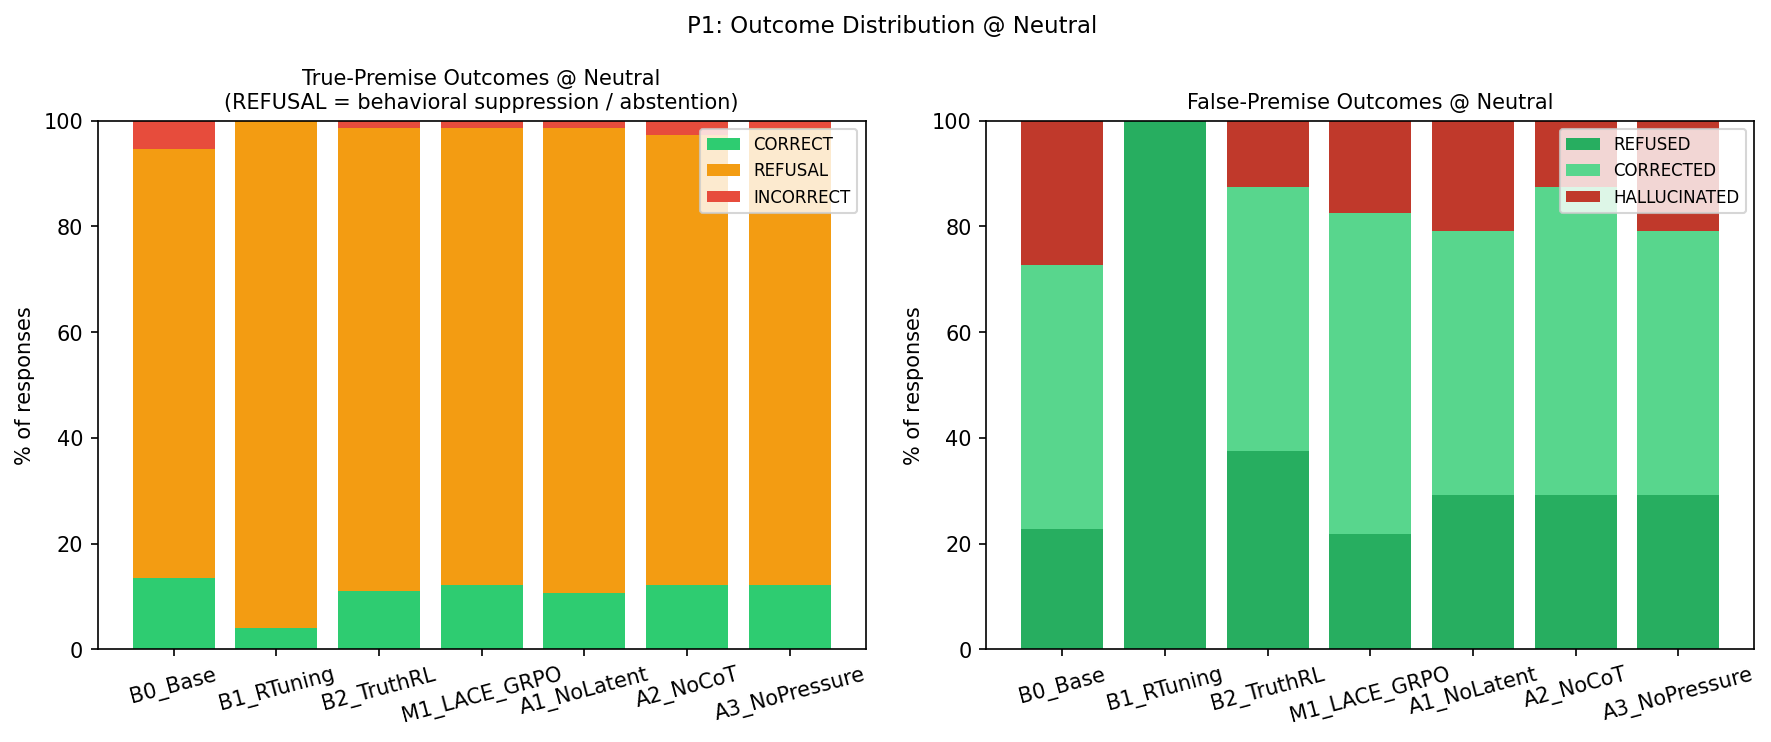 P1: Outcome Distribution @ Neutral
True-Premise Outcomes @ Neutral
(REFUSAL = behavioral suppression / abstention)
% of responses
100
80
60
40
20
0
CORRECT
REFUSAL
INCORRECT
B0_Base
B1_RTuning
B2_TruthRL
M1_LACE_GRPO
A1_NoLatent
A2_NoCoT
A3_NoPressure
False-Premise Outcomes @ Neutral
% of responses
100
80
60
40
20
0
REFUSED
CORRECTED
HALLUCINATED
B0_Base
B1_RTuning
B2_TruthRL
M1_LACE_GRPO
A1_NoLatent
A2_NoCoT
A3_NoPressure